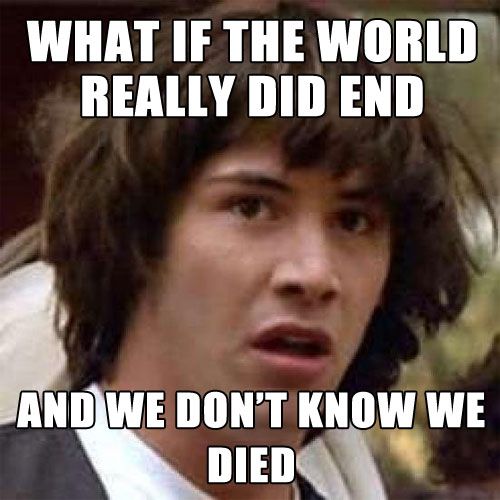 WHAT IF THE WORLD
REALLY DID END
AND WE DON'T KNOW WE
DIED